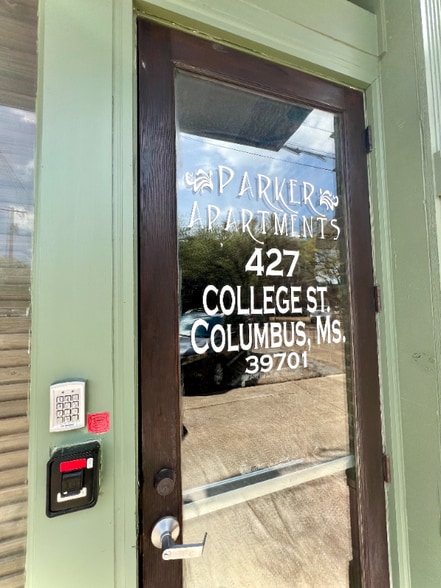 PARKER
APARTMENTS
427
COLLEGE ST.
COLUMBUS, MS.
39701